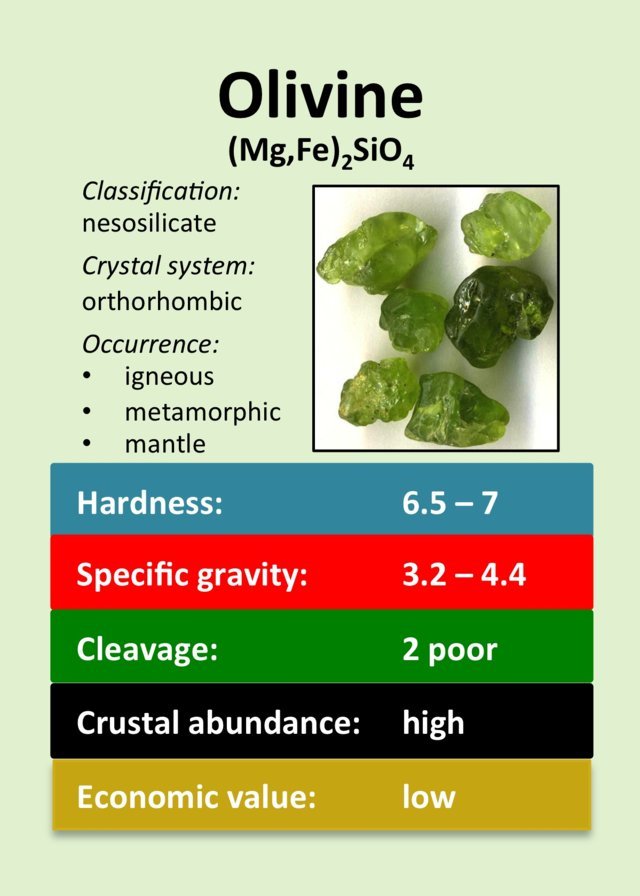 Olivine
(Mg,Fe)₂SiO₄
Classification:
nesosilicate
Crystal system:
orthorhombic
Occurrence:
• igneous
• metamorphic
• mantle
Hardness: 6.5 – 7
Specific gravity: 3.2 – 4.4
Cleavage: 2 poor
Crustal abundance: high
Economic value: low